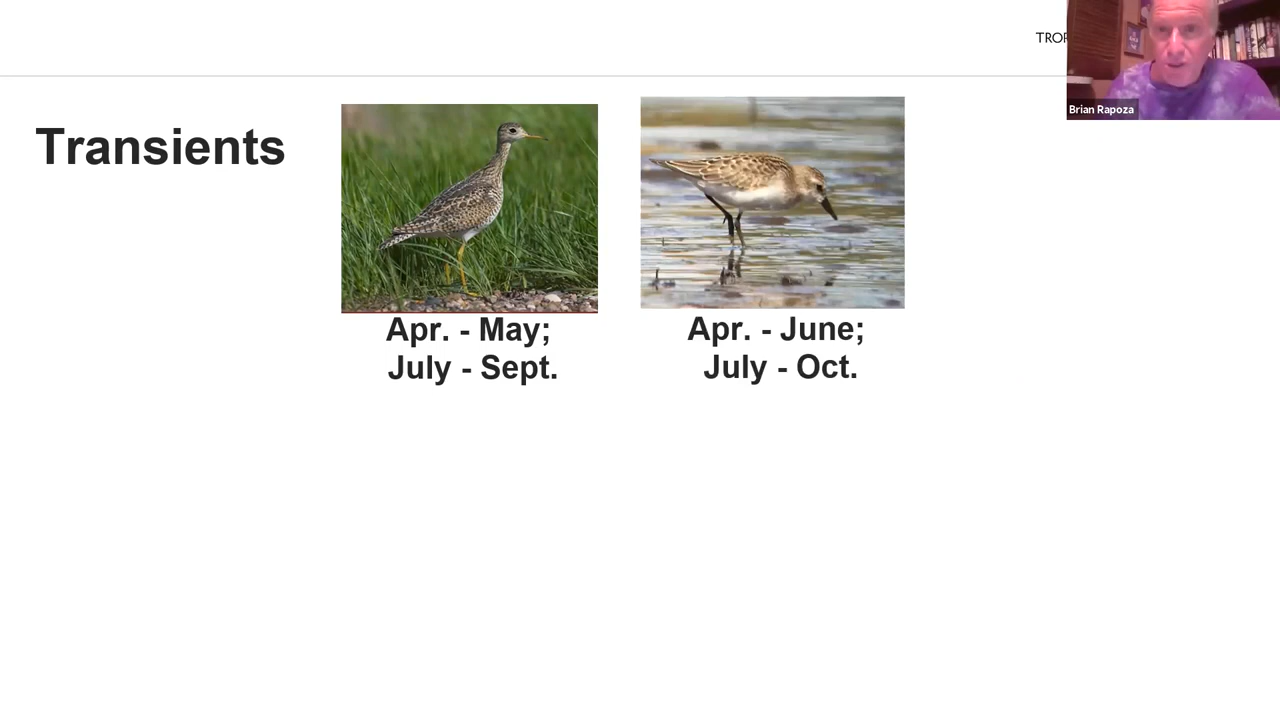 Brian Rapoza
Transients
Apr. - May;
July - Sept.
Apr. - June;
July - Oct.